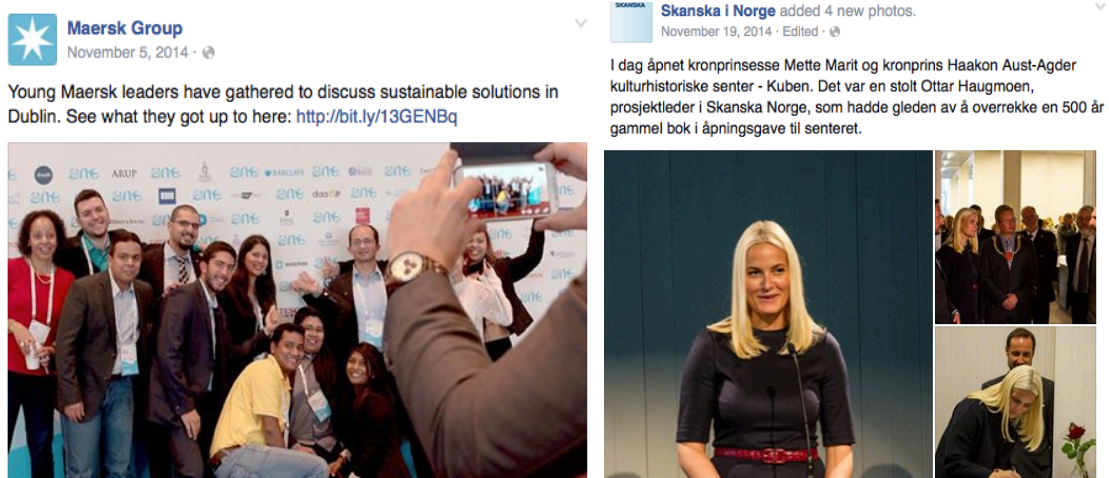 Maersk Group
November 5, 2014 ·
Young Maersk leaders have gathered to discuss sustainable solutions in
Dublin. See what they got up to here: http://bit.ly/13GENBq
ARUP
BARCLAYS
one
MAERSK
SKANSKA
Skanska i Norge added 4 new photos.
November 19, 2014 · Edited ·
I dag åpnet kronprinsesse Mette Marit og kronprins Haakon Aust-Agder
kulturhistoriske senter - Kuben. Det var en stolt Ottar Haugmoen,
prosjektleder i Skanska Norge, som hadde gleden av å overrekke en 500 år
gammel bok i åpningsgave til senteret.